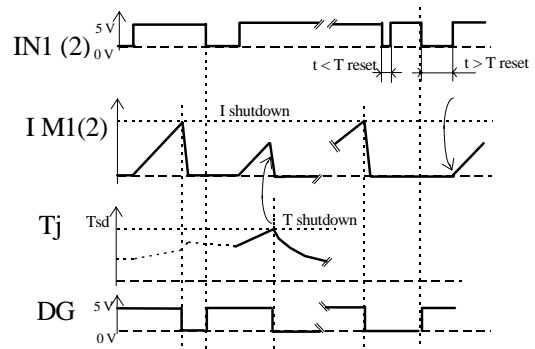 5 V
IN1 (2)
0 V
t < T reset
t > T reset
I shutdown
I M1(2)
Tsd
T shutdown
Tj
5 V
DG
0 V